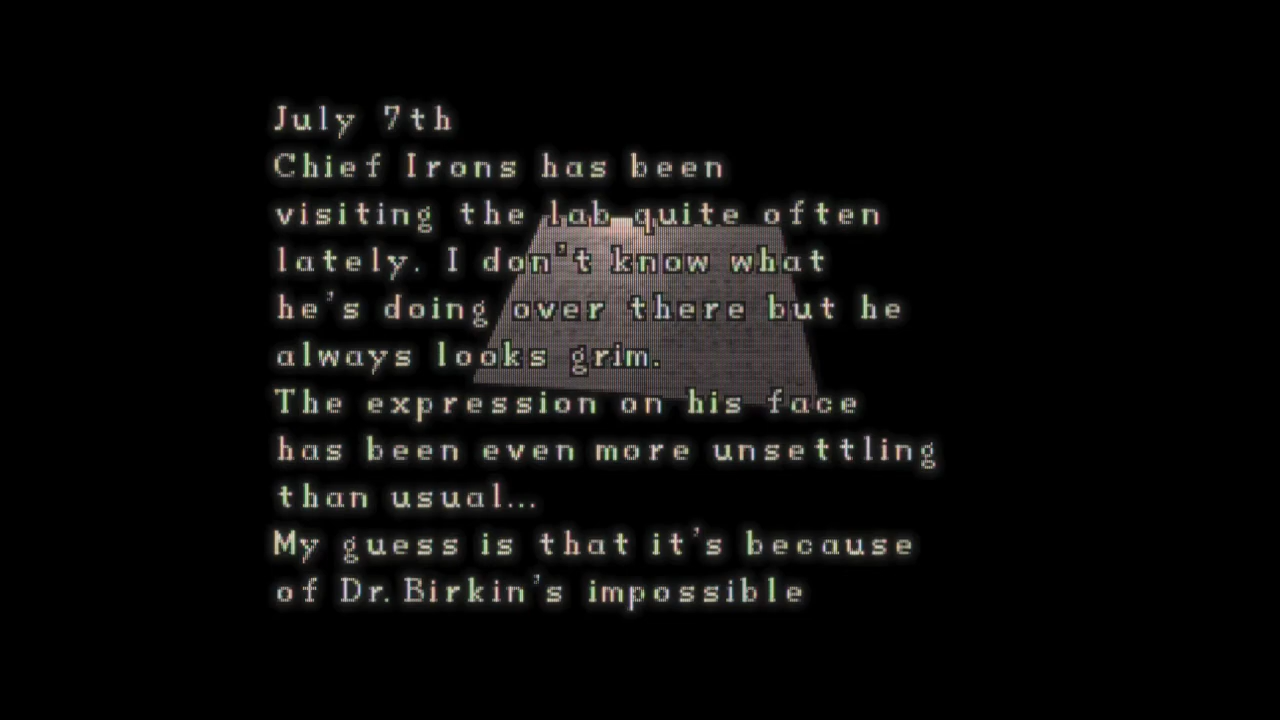 July 7th
Chief Irons has been
visiting the lab quite often
lately. I don't know what
he's doing over there but he
always looks grim.
The expression on his face
has been even more unsettling
than usual...
My guess is that it's because
of Dr.Birkin's impossible